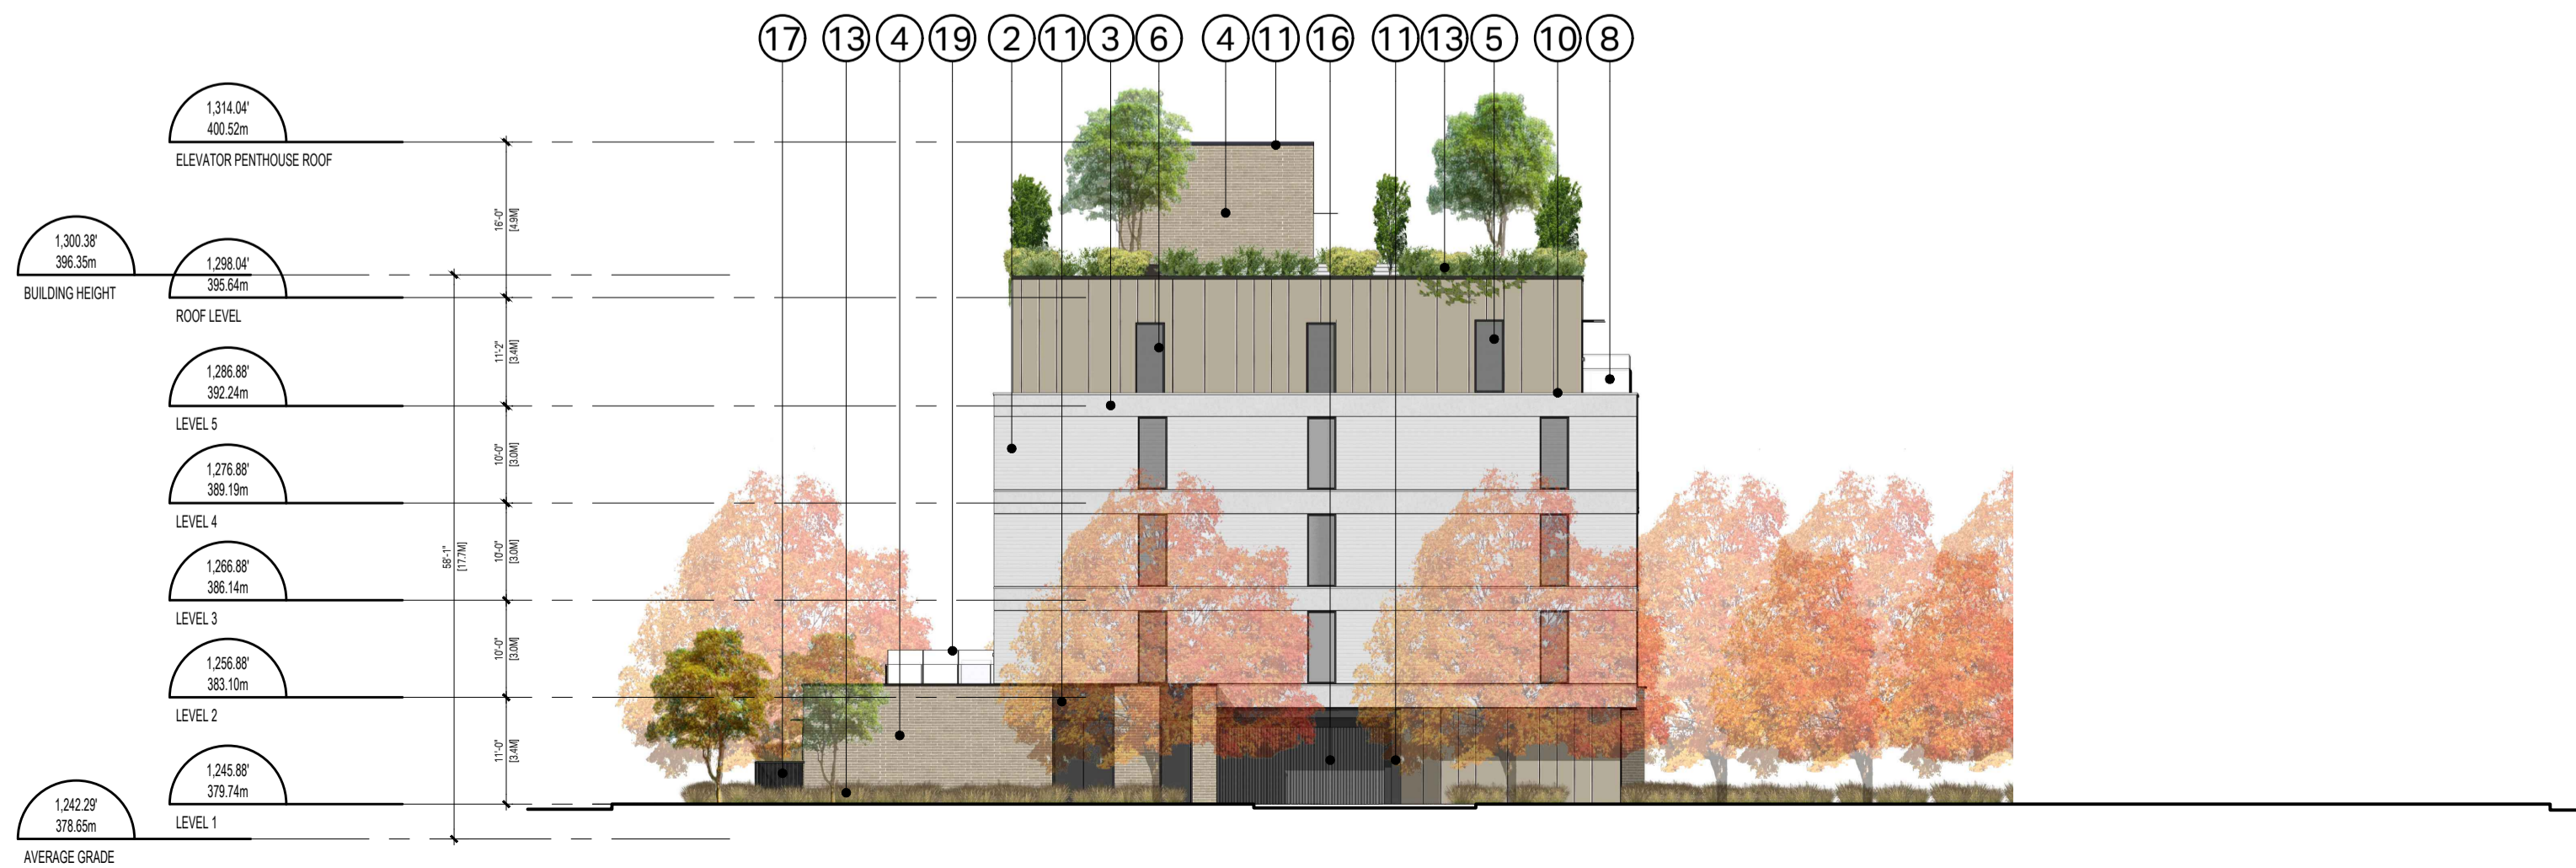 17 13 4 19 2 11 3 6 4 11 16 11 13 5 10 8
1,314.04'
400.52m
ELEVATOR PENTHOUSE ROOF
16'-0"
[4.9M]
1,300.38'
396.35m
BUILDING HEIGHT
1,298.04'
395.64m
ROOF LEVEL
11'-2"
[3.4M]
1,286.88'
392.24m
LEVEL 5
10'-0"
[3.0M]
1,276.88'
389.19m
LEVEL 4
10'-0"
[3.0M]
58'-1"
[17.7M]
1,266.88'
386.14m
LEVEL 3
10'-0"
[3.0M]
1,256.88'
383.10m
LEVEL 2
11'-0"
[3.4M]
1,245.88'
379.74m
LEVEL 1
1,242.29'
378.65m
AVERAGE GRADE